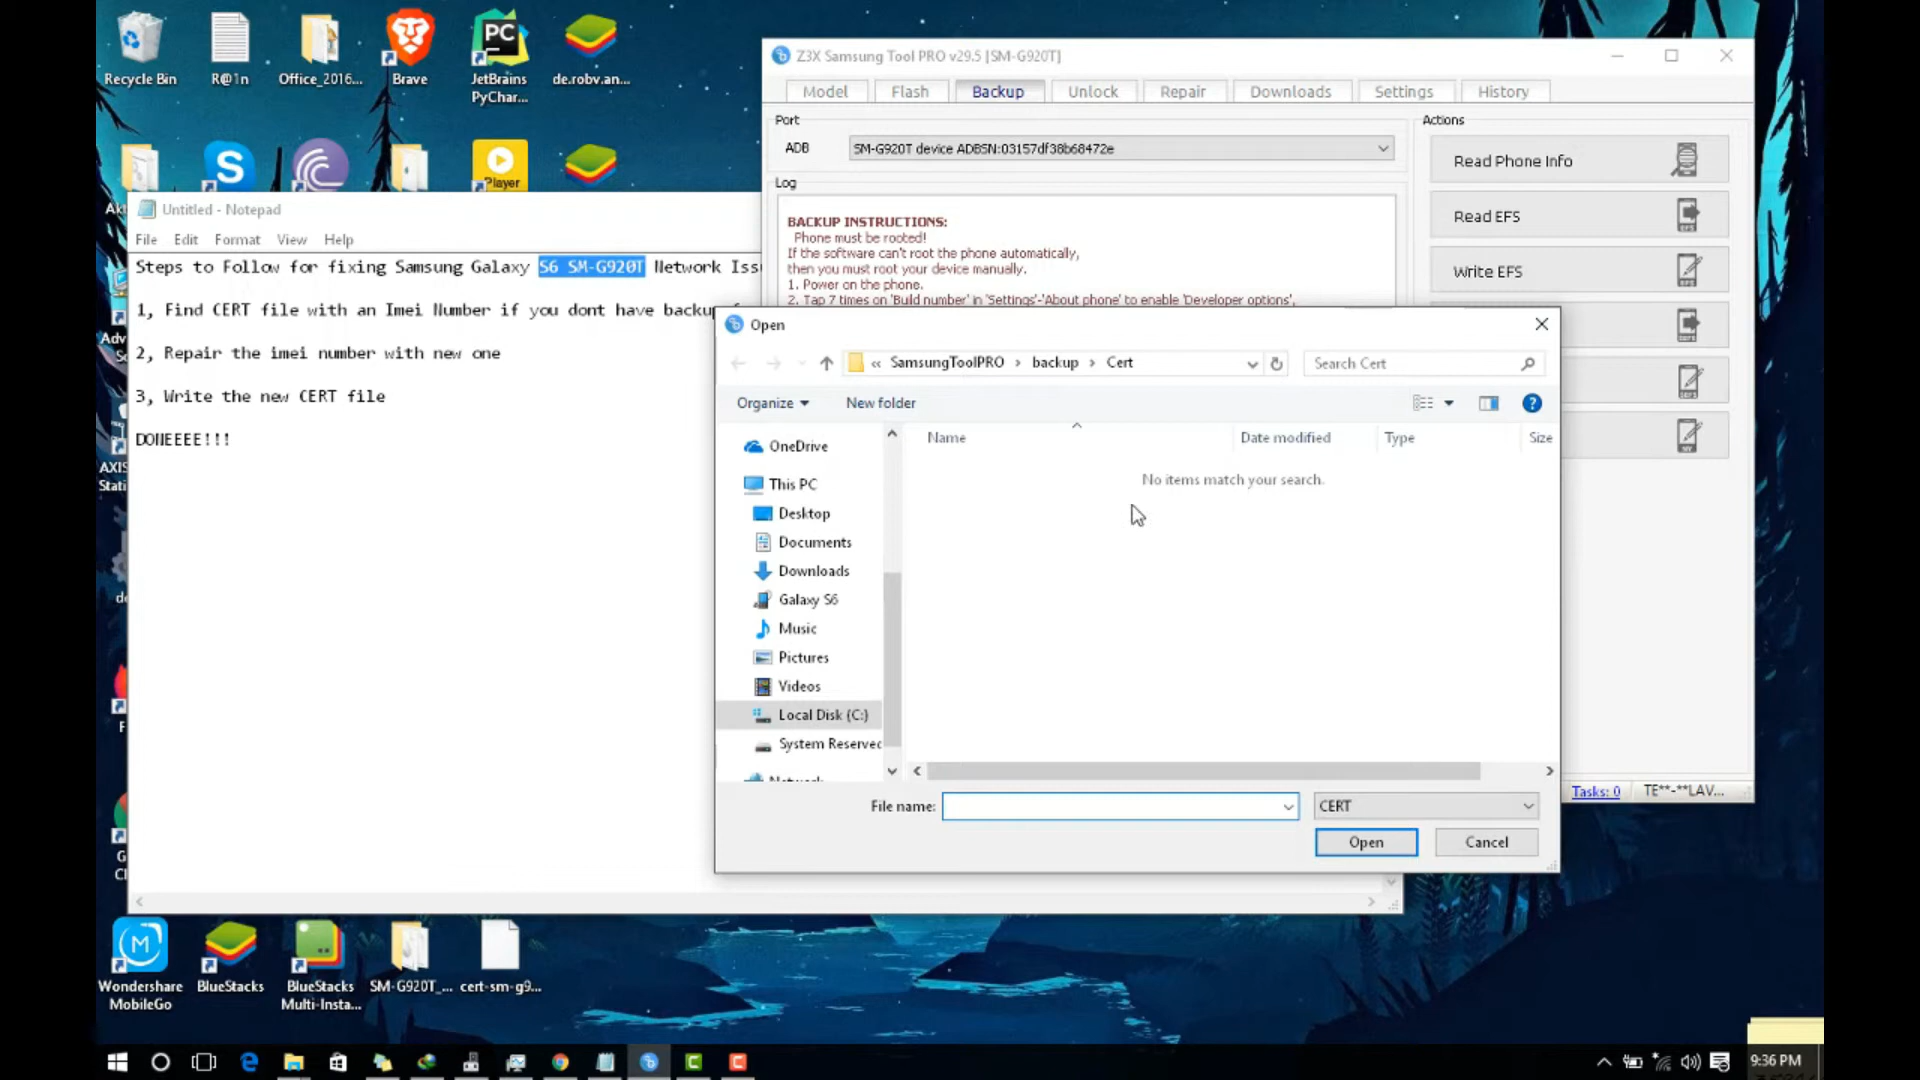 Recycle Bin
R@1n
Office_2016...
Brave
JetBrains
PyChar...
de.robv.an...
PC
S
Player
Untitled - Notepad
File Edit Format View Help
Steps to Follow for fixing Samsung Galaxy S6 SM-G920T Network Iss
1, Find CERT file with an Imei Number if you dont have backup
2, Repair the imei number with new one
3, Write the new CERT file
DONEEEE!!!
Adv
AXIS
Stati
Z3X Samsung Tool PRO v29.5 [SM-G920T]
Model Flash Backup Unlock Repair Downloads Settings History
Port
ADB
SM-G920T device ADBSN:03157df38b68472e
Log
BACKUP INSTRUCTIONS:
Phone must be rooted!
If the software can't root the phone automatically,
then you must root your device manually.
1. Power on the phone.
2. Tap 7 times on 'Build number' in 'Settings'-'About phone' to enable 'Developer options',
Actions
Read Phone Info
Read EFS
Write EFS
Tasks: 0
TE**-**LAV...
Open
« SamsungToolPRO › backup › Cert
Search Cert
Organize
New folder
?
Name Date modified Type Size
No items match your search.
OneDrive
This PC
Desktop
Documents
Downloads
Galaxy S6
Music
Pictures
Videos
Local Disk (C:)
System Reserved
Network
File name:
CERT
Open
Cancel
M
Wondershare
MobileGo
BlueStacks
BlueStacks
Multi-Insta...
SM-G920T_...
cert-sm-g9...
9:36 PM